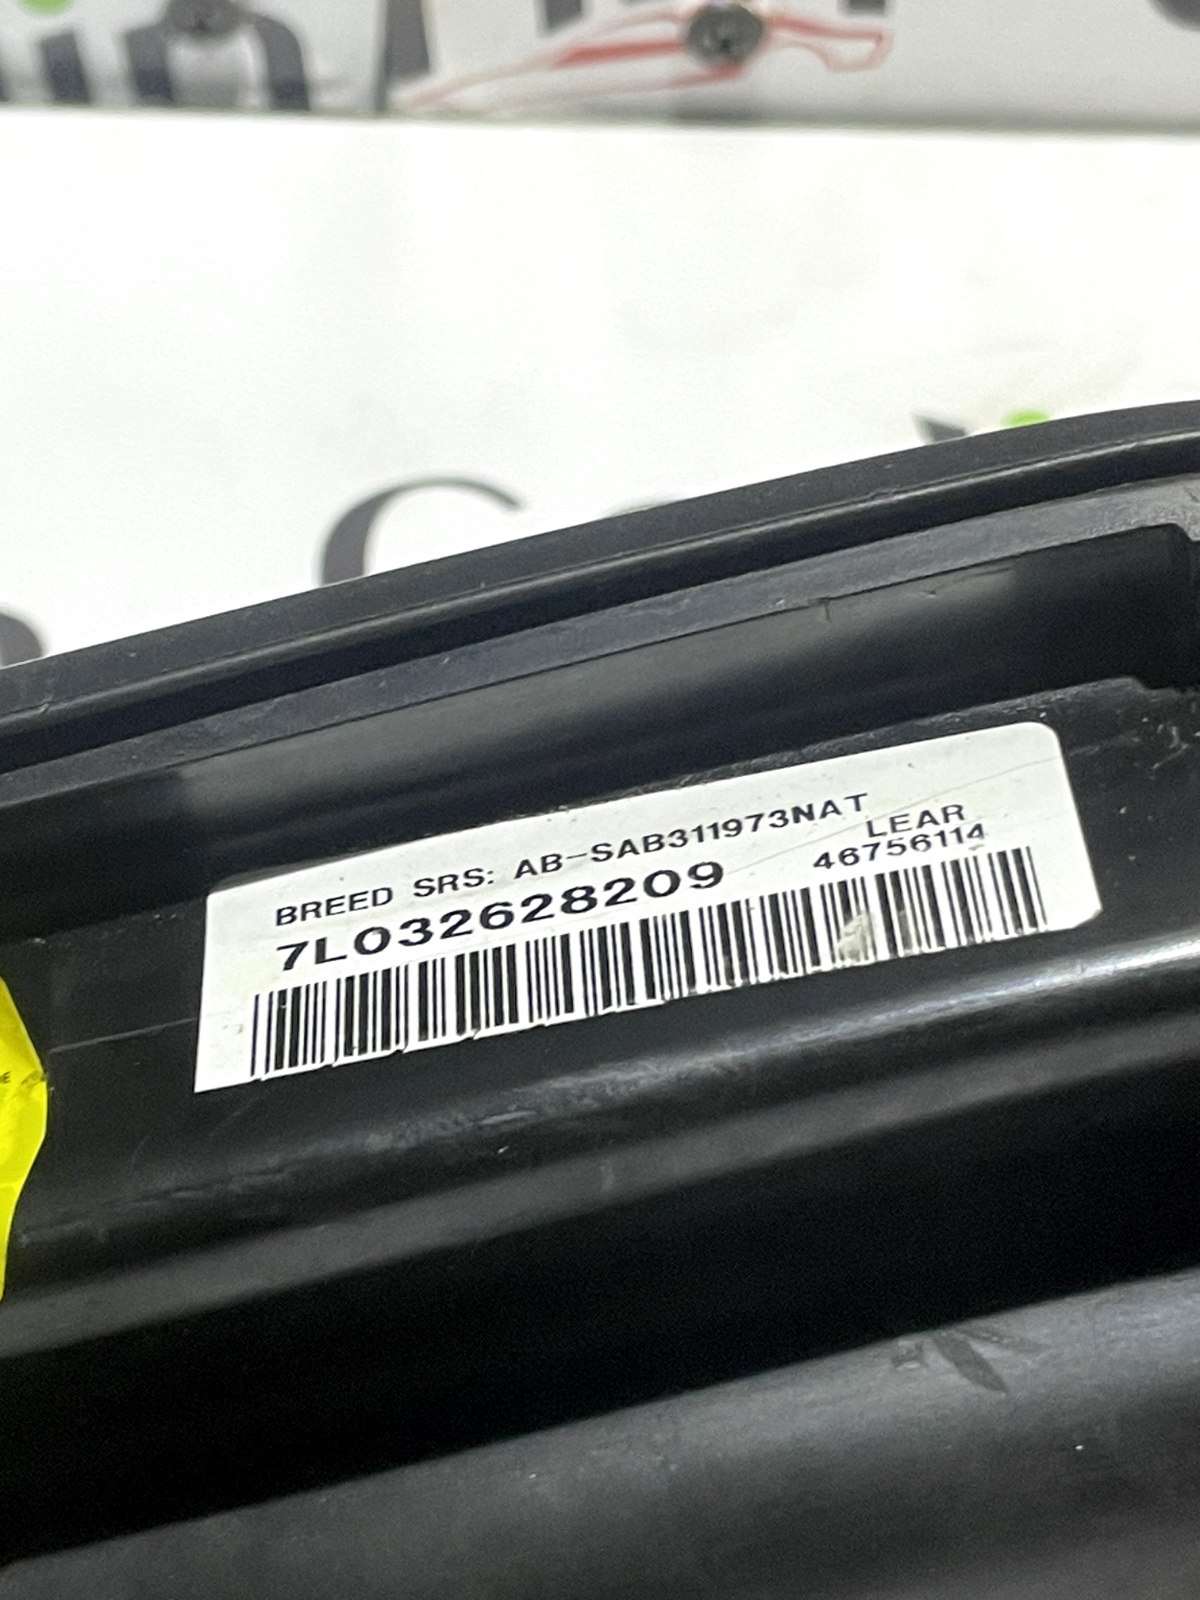 BREED SRS: AB-SAB311973NAT
LEAR
7L032628209
46756114